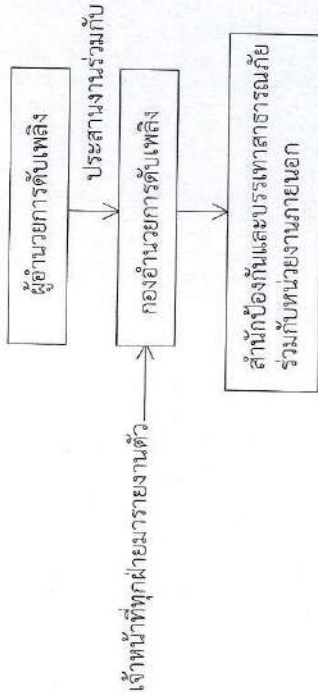 ผู้อำนวยการดับเพลิง
ประสานงานร่วมกับ
เจ้าหน้าที่ทุกฝ่ายมารายงานตัว
กองอำนวยการดับเพลิง
สำนักป้องกันและบรรเทาสาธารณภัย
ร่วมกับหน่วยงานภายนอก